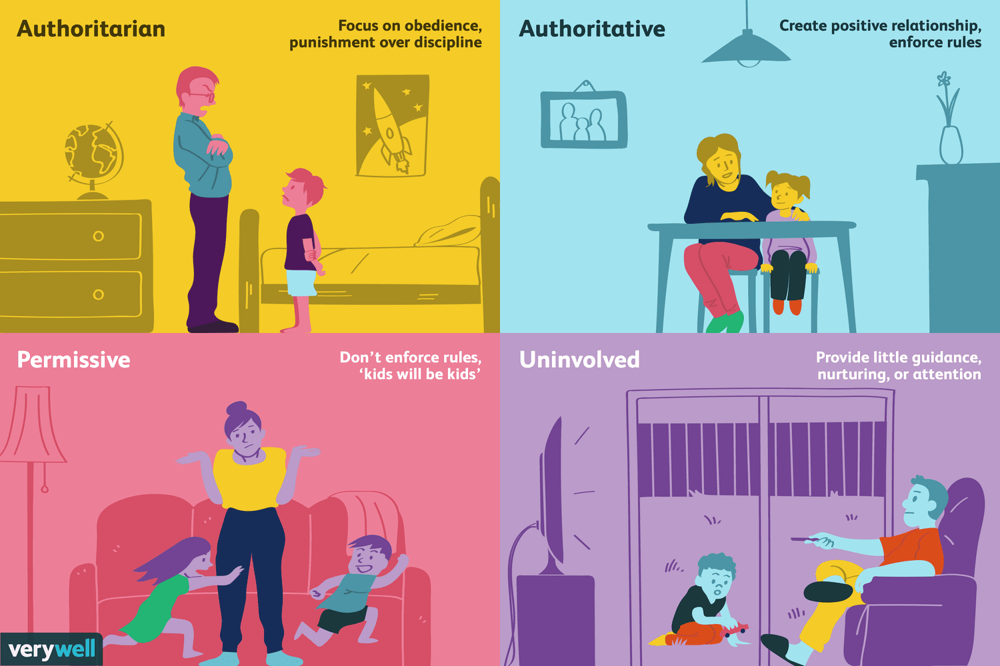 Authoritarian
Focus on obedience,
punishment over discipline
Authoritative
Create positive relationship,
enforce rules
Permissive
Don’t enforce rules,
‘kids will be kids’
Uninvolved
Provide little guidance,
nurturing, or attention
verywell